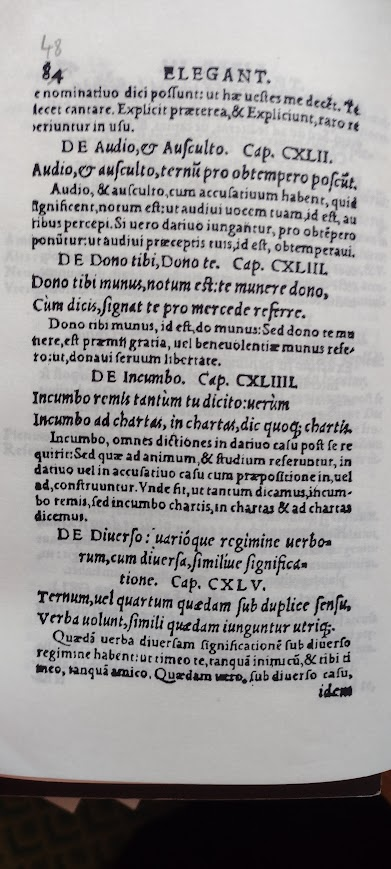 48
84 ELEGANT.
e nominatiuo dici possunt: ut hæ uestes me decēt. Te
lecet cantare. Explicit præterea, & Expliciunt, raro re
periuntur in usu.
DE Audio, & Ausculto. Cap. CXLII.
Audio, & ausculto, ternū pro obtempero poscūt.
Audio, & ausculto, cum accusatiuum habent, quid
significent, notum est: ut audiui uocem tuam, id est, au
ribus percepi. Si uero datiuo iungantur, pro obtēpero
ponūtur: ut audiui præceptis tuis, id est, obtemperaui.
DE Dono tibi, Dono te. Cap. CXLIII.
Dono tibi munus, notum est: te munere dono,
Cùm dicis, signat te pro mercede referre.
Dono tibi munus, id est, do munus: Sed dono te mu
nere, est præmij gratia, uel beneuolentiæ munus refe-
ro: ut, donaui seruum libertate.
DE Incumbo. Cap. CXLIIII.
Incumbo remis tantùm tu dicito: uerùm
Incumbo ad chartas, in chartas, dic quoq; chartis.
Incumbo, omnes dictiones in datiuo casu post se re
quirit: Sed quæ ad animum, & studium referuntur, in
datiuo uel in accusatiuo casu cum præpositione in, uel
ad, construuntur. Vnde fit, ut tantum dicamus, incum-
bo remis, sed incumbo chartis, in chartas & ad chartas
dicemus.
DE Diuerso: uarióque regimine uerbo-
rum, cum diuersa, similiue significa-
tione. Cap. CXLV.
Ternum, uel quartum quædam sub duplice sensu,
Verba uolunt, simili quædam iunguntur utriq;.
Quædā uerba diuersam significationē sub diuerso
regimine habent: ut timeo te, tanquā inimicū, & tibi ti
meo, tanquā amico. Quædam uero, sub diuerso casu,
idem